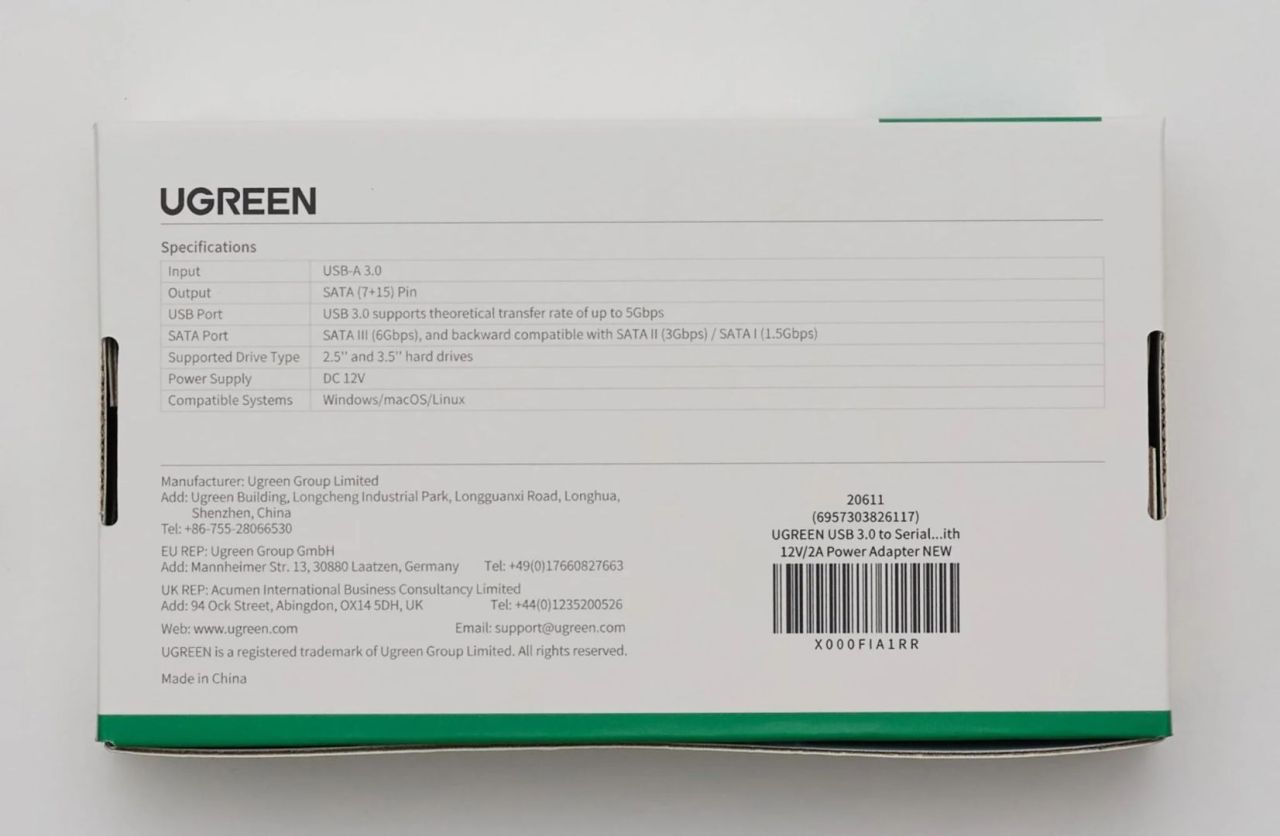 UGREEN
Specifications
Input USB-A 3.0
Output SATA (7+15) Pin
USB Port USB 3.0 supports theoretical transfer rate of up to 5Gbps
SATA Port SATA III (6Gbps), and backward compatible with SATA II (3Gbps) / SATA I (1.5Gbps)
Supported Drive Type 2.5'' and 3.5'' hard drives
Power Supply DC 12V
Compatible Systems Windows/macOS/Linux
Manufacturer: Ugreen Group Limited
Add: Ugreen Building, Longcheng Industrial Park, Longguanxi Road, Longhua,
Shenzhen, China
Tel: +86-755-28066530
EU REP: Ugreen Group GmbH
Add: Mannheimer Str. 13, 30880 Laatzen, Germany Tel: +49(0)17660827663
UK REP: Acumen International Business Consultancy Limited
Add: 94 Ock Street, Abingdon, OX14 5DH, UK Tel: +44(0)1235200526
Web: www.ugreen.com Email: support@ugreen.com
UGREEN is a registered trademark of Ugreen Group Limited. All rights reserved.
Made in China
20611
(6957303826117)
UGREEN USB 3.0 to Serial...ith
12V/2A Power Adapter NEW
X000FIA1RR